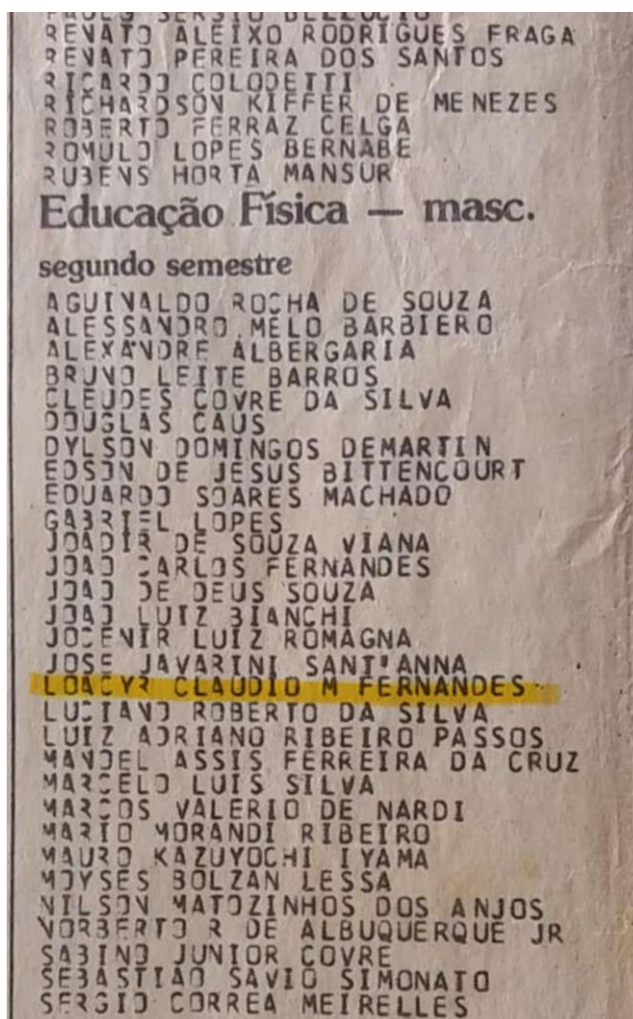 PAULO SERGIO BELLUCIO
RENATO ALEIXO RODRIGUES FRAGA
RENATO PEREIRA DOS SANTOS
RICARDO COLODETTI
RICHARDSON KIFFER DE MENEZES
ROBERTO FERRAZ CELGA
ROMULO LOPES BERNABE
RUBENS HORTA MANSUR
Educação Física — masc.
segundo semestre
AGUINALDO ROCHA DE SOUZA
ALESSANDRO MELO BARBIERO
ALEXANDRE ALBERGARIA
BRUNO LEITE BARROS
CLEUDES COVRE DA SILVA
DOUGLAS CAUS
DYLSON DOMINGOS DEMARTIN
EDSON DE JESUS BITTENCOURT
EDUARDO SOARES MACHADO
GABRIEL LOPES
JOADIR DE SOUZA VIANA
JOAO CARLOS FERNANDES
JOAO DE DEUS SOUZA
JOAO LUIZ BIANCHI
JOCENIR LUIZ ROMAGNA
JOSE JAVARINI SANT'ANNA
LOACYR CLAUDIO M FERNANDES
LUCIANO ROBERTO DA SILVA
LUIZ ADRIANO RIBEIRO PASSOS
MANOEL ASSIS FERREIRA DA CRUZ
MARCELO LUIS SILVA
MARCOS VALERIO DE NARDI
MARIO MORANDI RIBEIRO
MAURO KAZUYOCHI IYAMA
MOYSES BOLZAN LESSA
NILSON MATOZINHOS DOS ANJOS
NORBERTO R DE ALBUQUERQUE JR
SABINO JUNIOR COVRE
SEBASTIAO SAVIO SIMONATO
SERGIO CORREA MEIRELLES